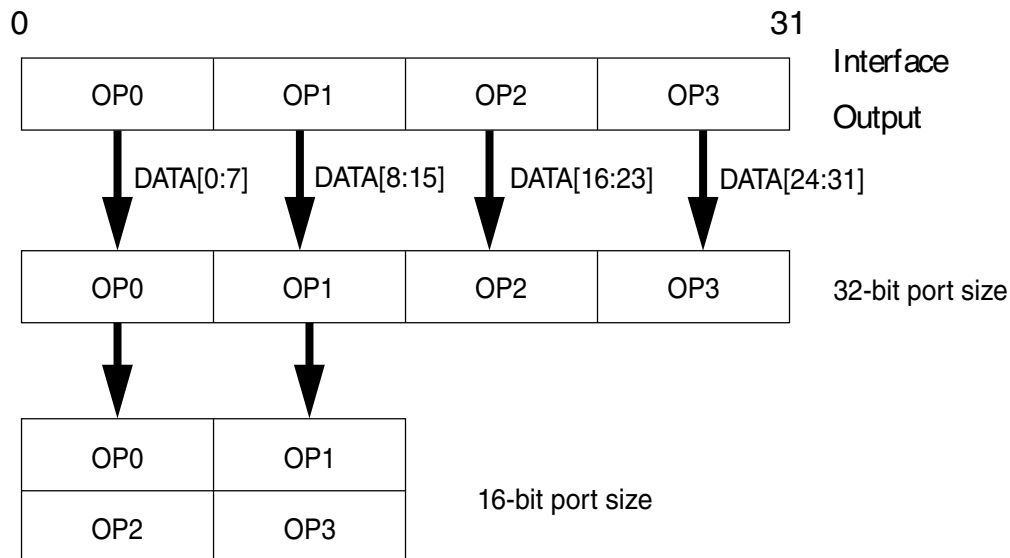 0 31
Interface
OP0 OP1 OP2 OP3
Output
DATA[0:7] DATA[8:15] DATA[16:23] DATA[24:31]
OP0 OP1 OP2 OP3 32-bit port size
OP0 OP1
16-bit port size
OP2 OP3